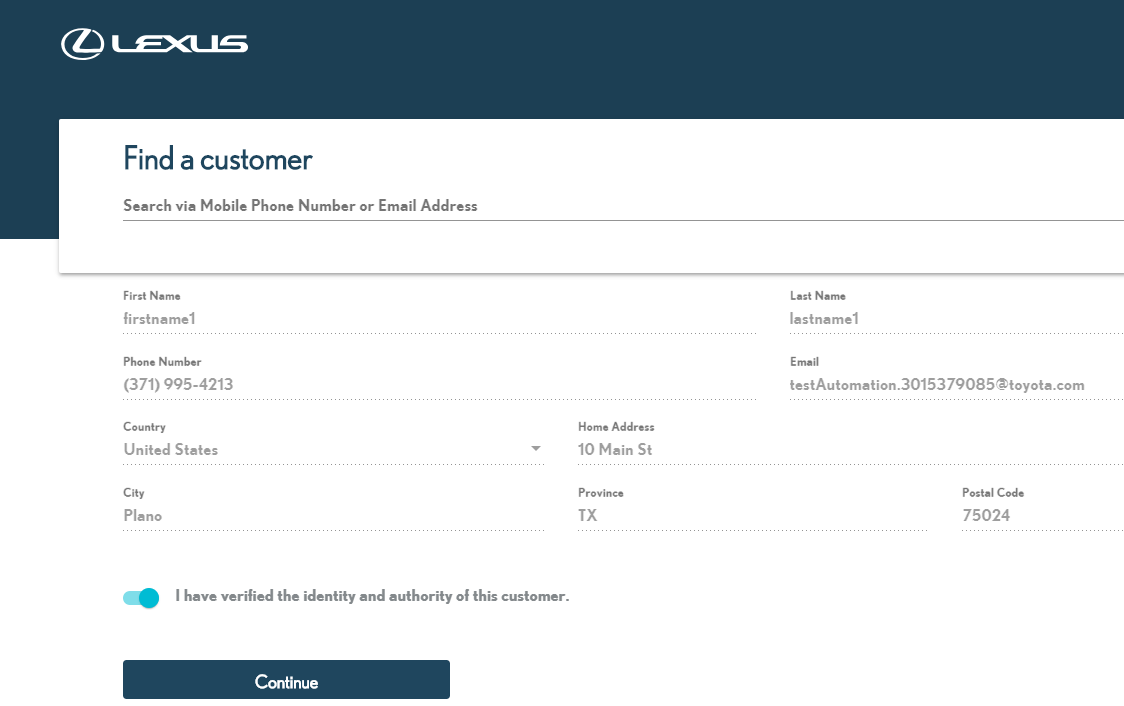 LEXUS
Find a customer
Search via Mobile Phone Number or Email Address
First Name
Last Name
firstname1
lastname1
Phone Number
Email
(371) 995-4213
testAutomation.3015379085@toyota.com
Country
Home Address
United States
10 Main St
City
Province
Postal Code
Plano
TX
75024
I have verified the identity and authority of this customer.
Continue